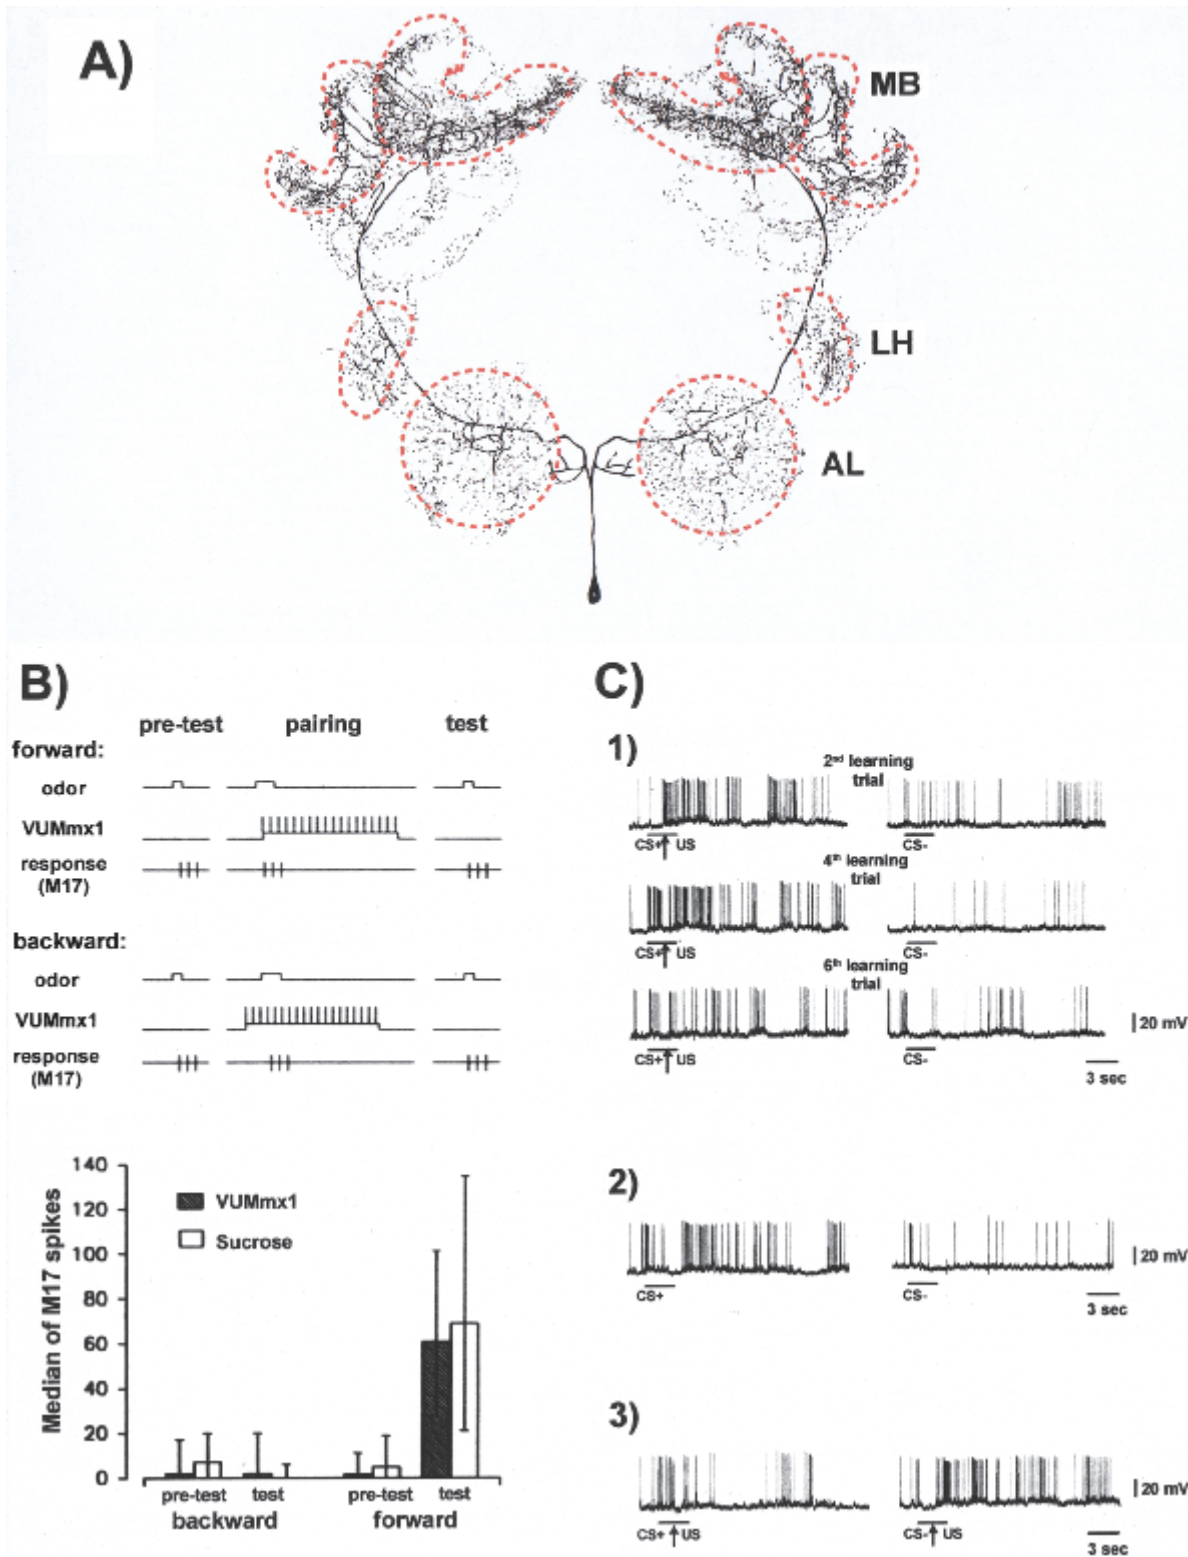 A)
MB
LH
AL
B)
pre-test pairing test
forward:
odor
VUMmx1
response
(M17)
backward:
odor
VUMmx1
response
(M17)
140
120
100
80
60
40
20
0
Median of M17 spikes
VUMmx1
Sucrose
pre-test test pre-test test
backward forward
C)
1)
2nd learning
trial
CS+ US CS-
4th learning
trial
CS+ US CS-
6th learning
trial
20 mV
CS+ US CS-
3 sec
2)
20 mV
CS+ CS-
3 sec
3)
20 mV
CS+ US CS- US
3 sec